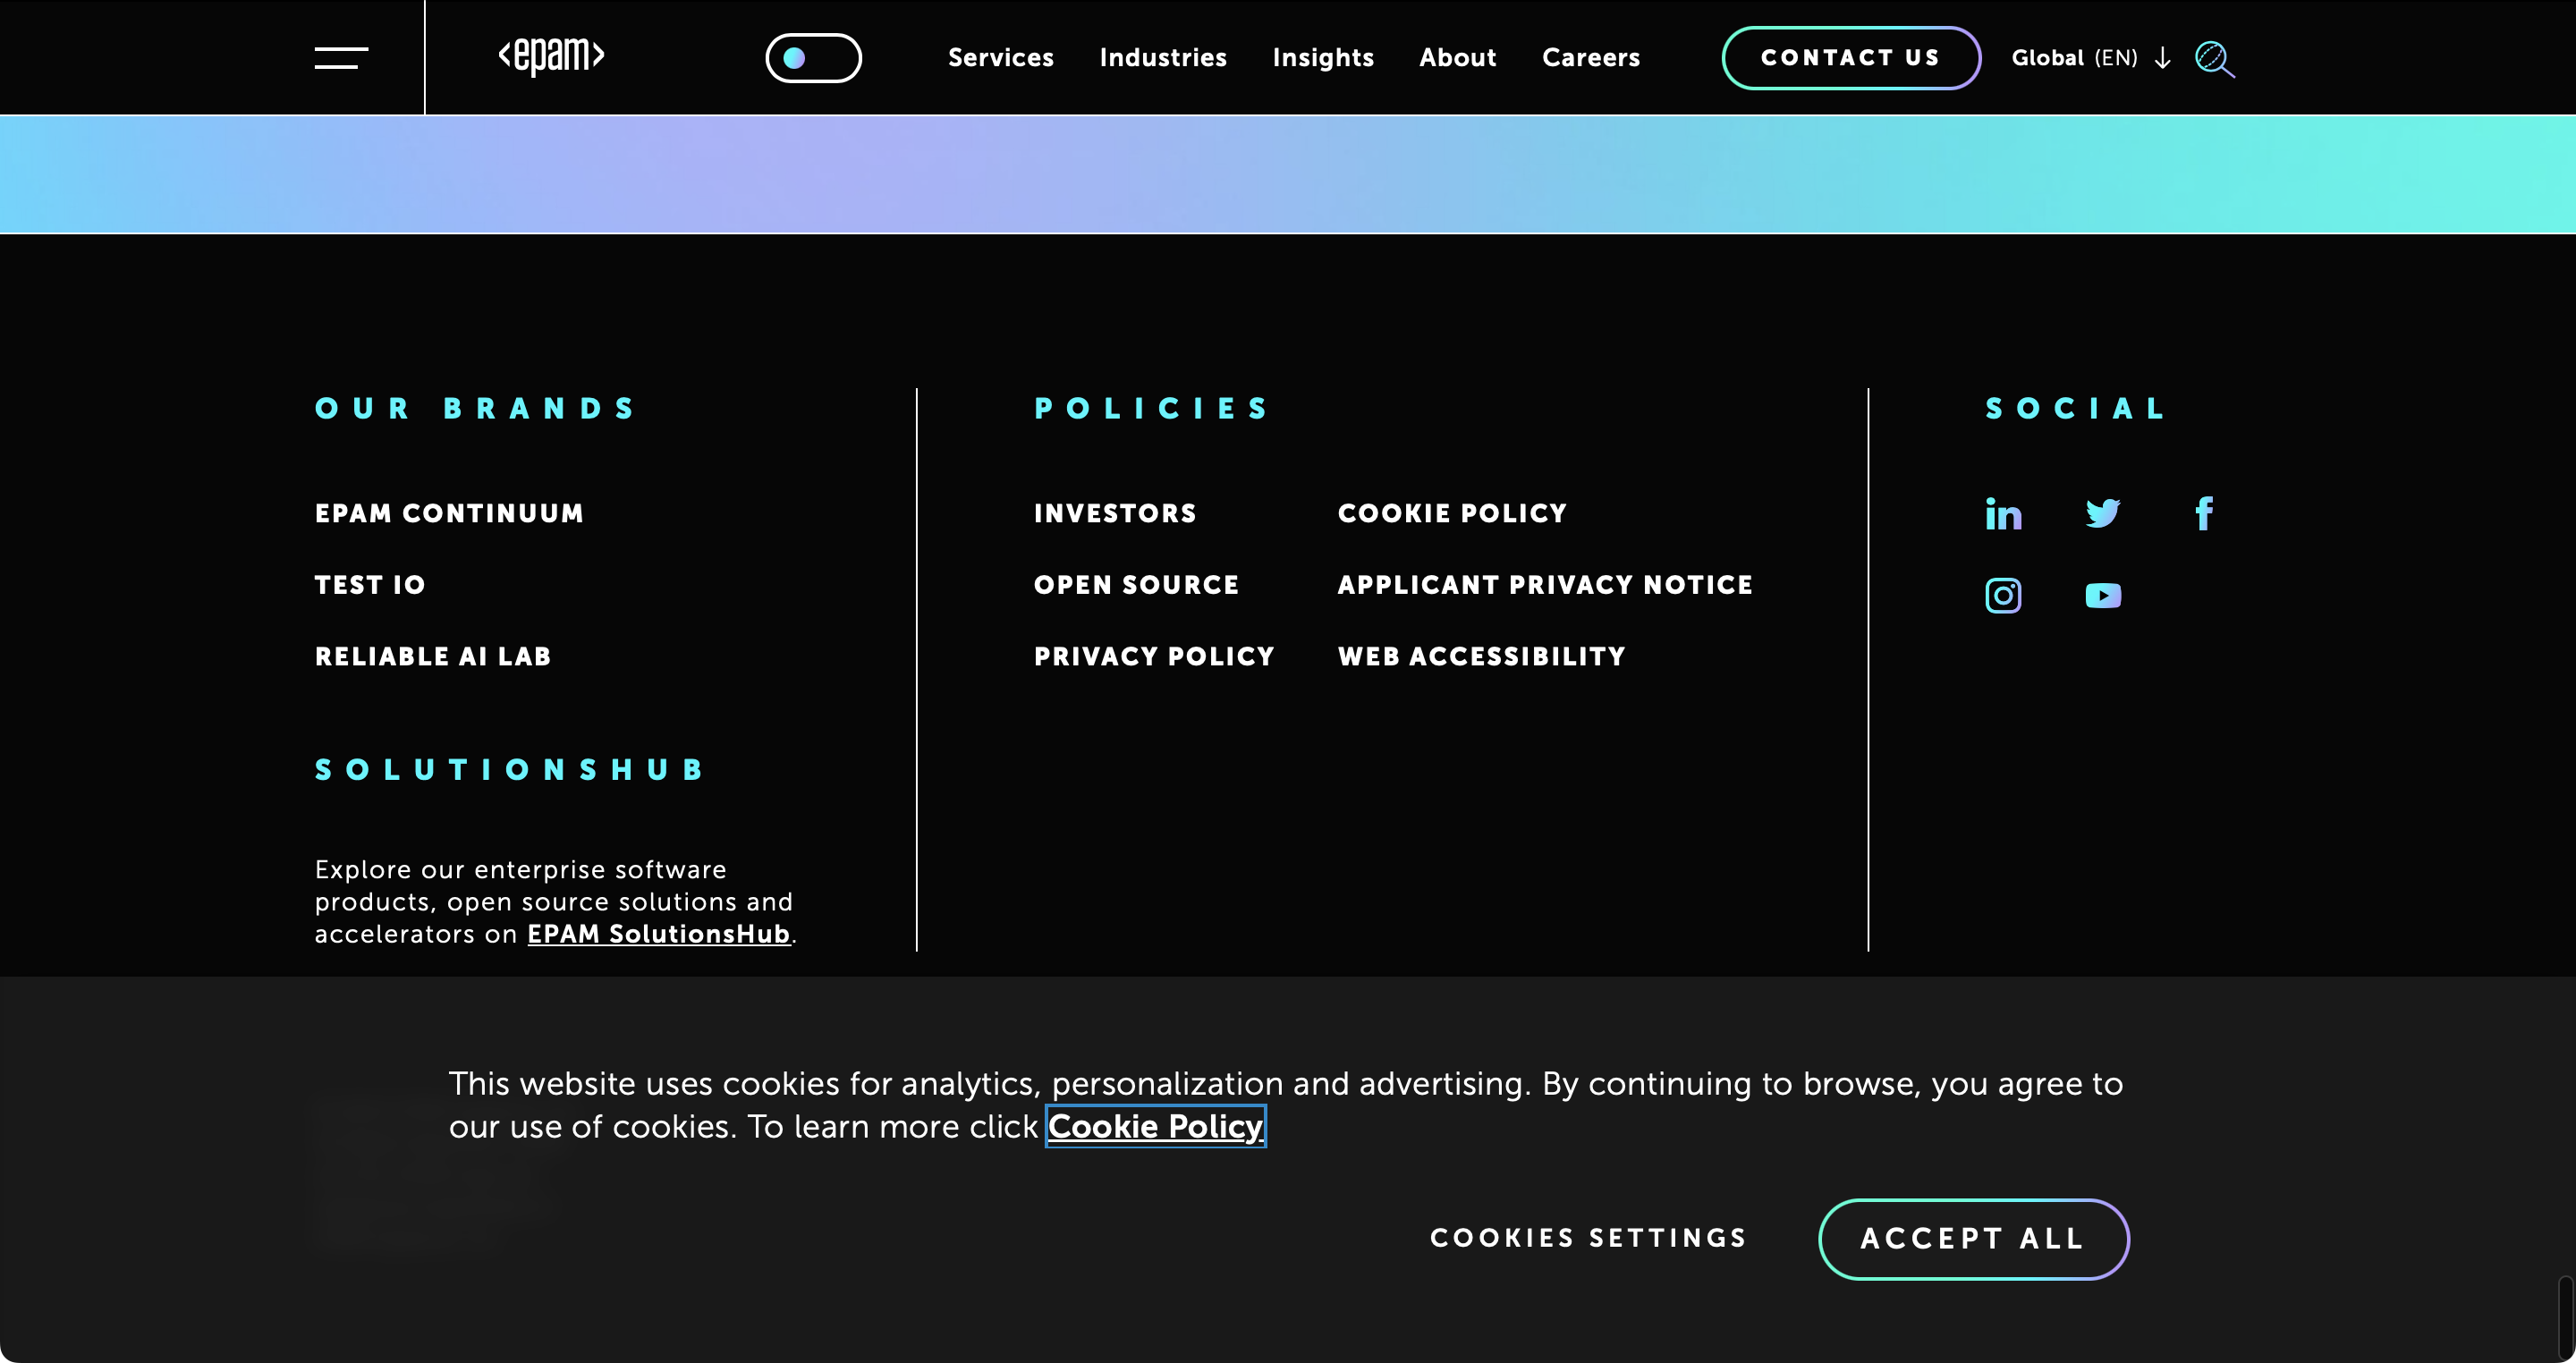 <epam>
Services
Industries
Insights
About
Careers
CONTACT US
Global (EN)
OUR BRANDS
EPAM CONTINUUM
TEST IO
RELIABLE AI LAB
SOLUTIONSHUB
Explore our enterprise software
products, open source solutions and
accelerators on EPAM SolutionsHub.
POLICIES
INVESTORS
OPEN SOURCE
PRIVACY POLICY
COOKIE POLICY
APPLICANT PRIVACY NOTICE
WEB ACCESSIBILITY
SOCIAL
in
f
This website uses cookies for analytics, personalization and advertising. By continuing to browse, you agree to
our use of cookies. To learn more click Cookie Policy
COOKIES SETTINGS
ACCEPT ALL